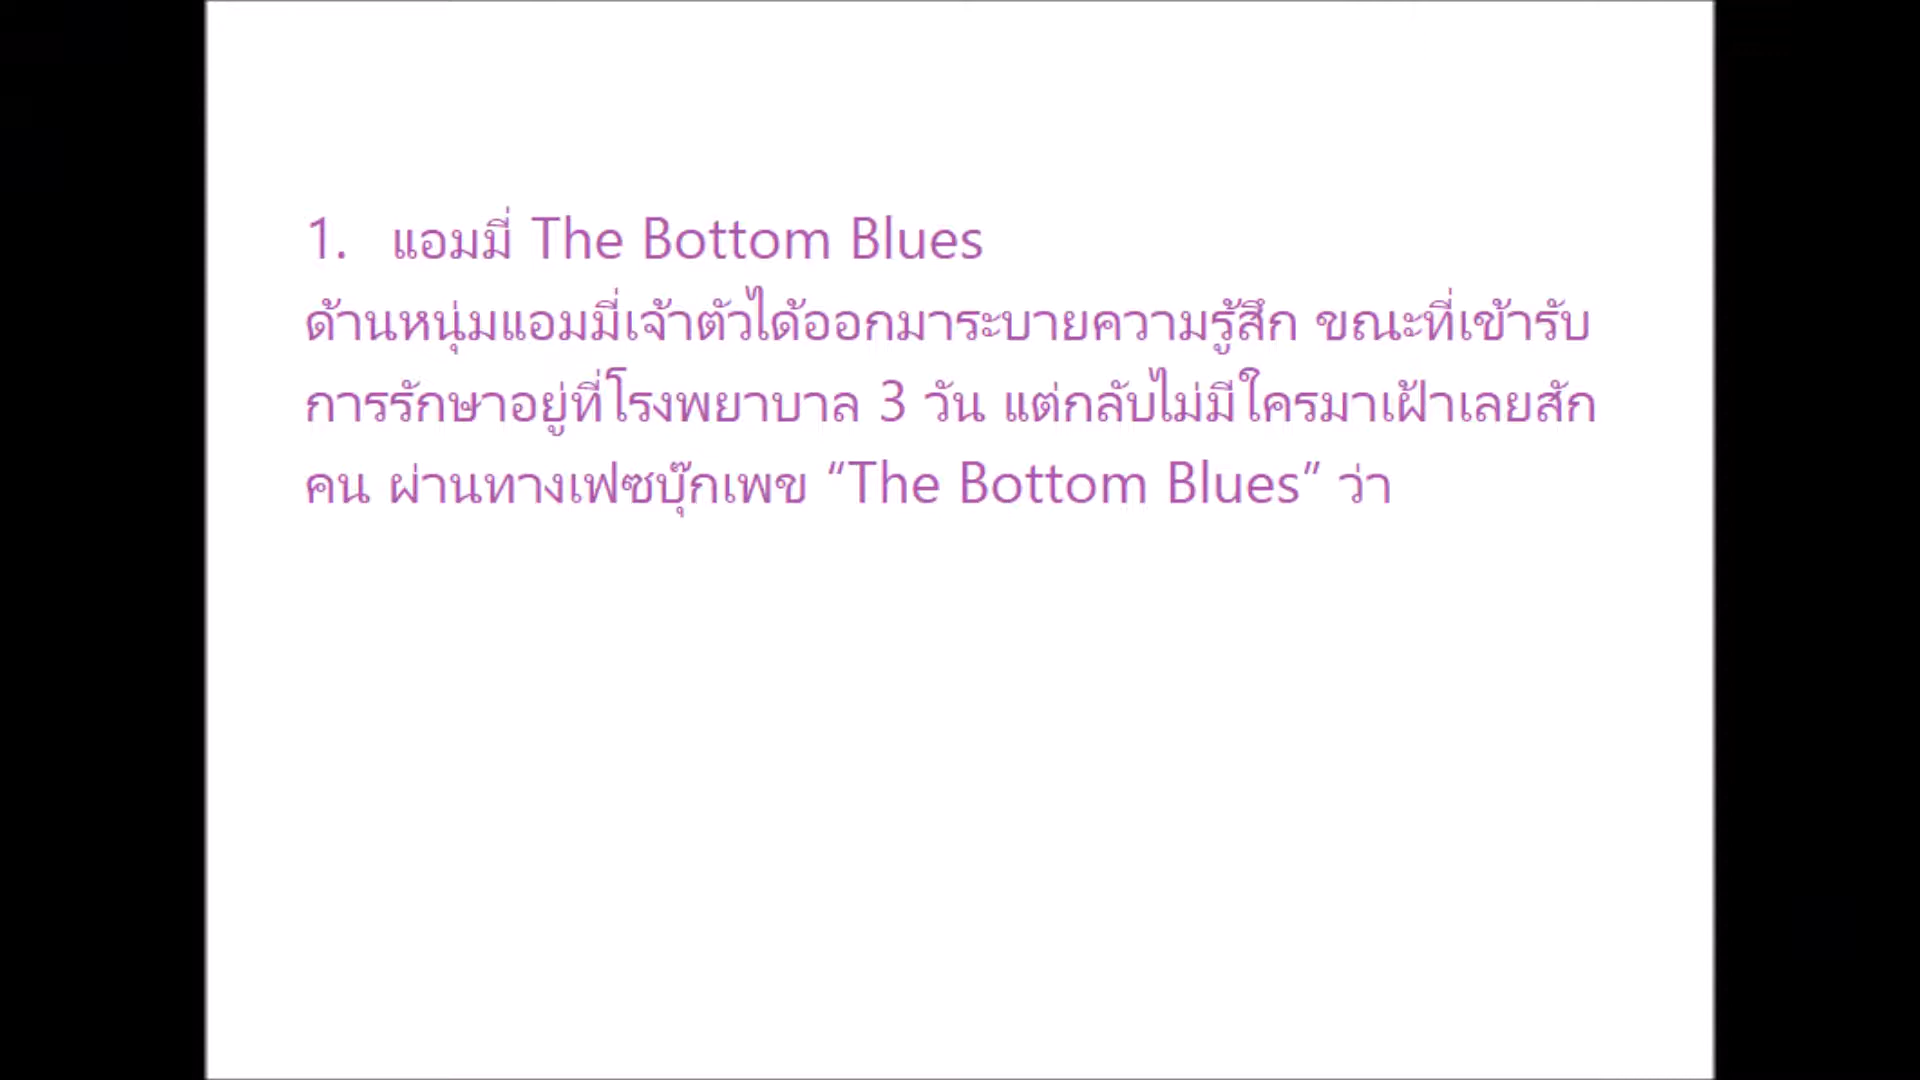 1. แอมมี่ The Bottom Blues
ด้านหนุ่มแอมมี่เจ้าตัวได้ออกมาระบายความรู้สึก ขณะที่เข้ารับ
การรักษาอยู่ที่โรงพยาบาล 3 วัน แต่กลับไม่มีใครมาเฝ้าเลยสัก
คน ผ่านทางเฟซบุ๊กเพข “The Bottom Blues” ว่า